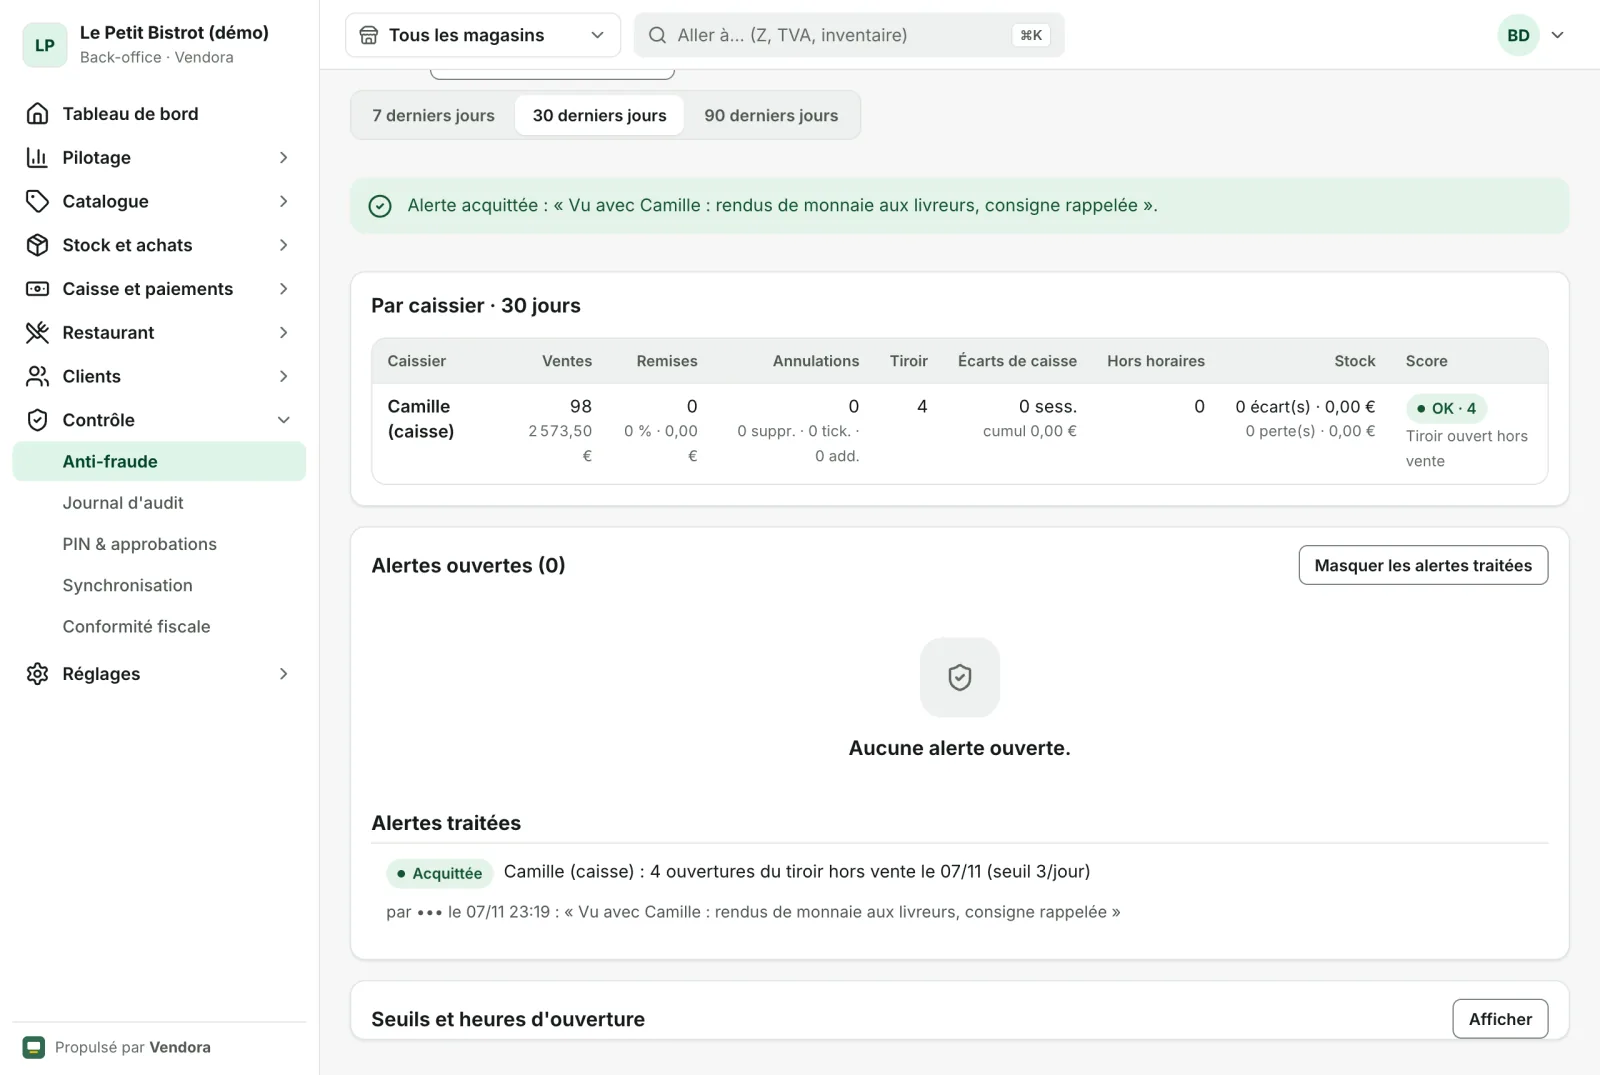 LP
Le Petit Bistrot (démo)
Back-office · Vendora
Tous les magasins
Aller à... (Z, TVA, inventaire)
⌘K
BD
Tableau de bord
Pilotage
Catalogue
Stock et achats
Caisse et paiements
Restaurant
Clients
Contrôle
Anti-fraude
Journal d'audit
PIN & approbations
Synchronisation
Conformité fiscale
Réglages
Propulsé par Vendora
7 derniers jours
30 derniers jours
90 derniers jours
Alerte acquittée : « Vu avec Camille : rendus de monnaie aux livreurs, consigne rappelée ».
Par caissier · 30 jours
Caissier Ventes Remises Annulations Tiroir Écarts de caisse Hors horaires Stock Score
Camille 98 0 0 4 0 sess. 0 0 écart(s) · 0,00 € OK · 4
(caisse) 2 573,50 0 % · 0,00 0 suppr. · 0 tick. · cumul 0,00 € 0 perte(s) · 0,00 € Tiroir ouvert hors
€ € 0 add. vente
Alertes ouvertes (0)
Masquer les alertes traitées
Aucune alerte ouverte.
Alertes traitées
Acquittée Camille (caisse) : 4 ouvertures du tiroir hors vente le 07/11 (seuil 3/jour)
par ••• le 07/11 23:19 : « Vu avec Camille : rendus de monnaie aux livreurs, consigne rappelée »
Seuils et heures d'ouverture
Afficher